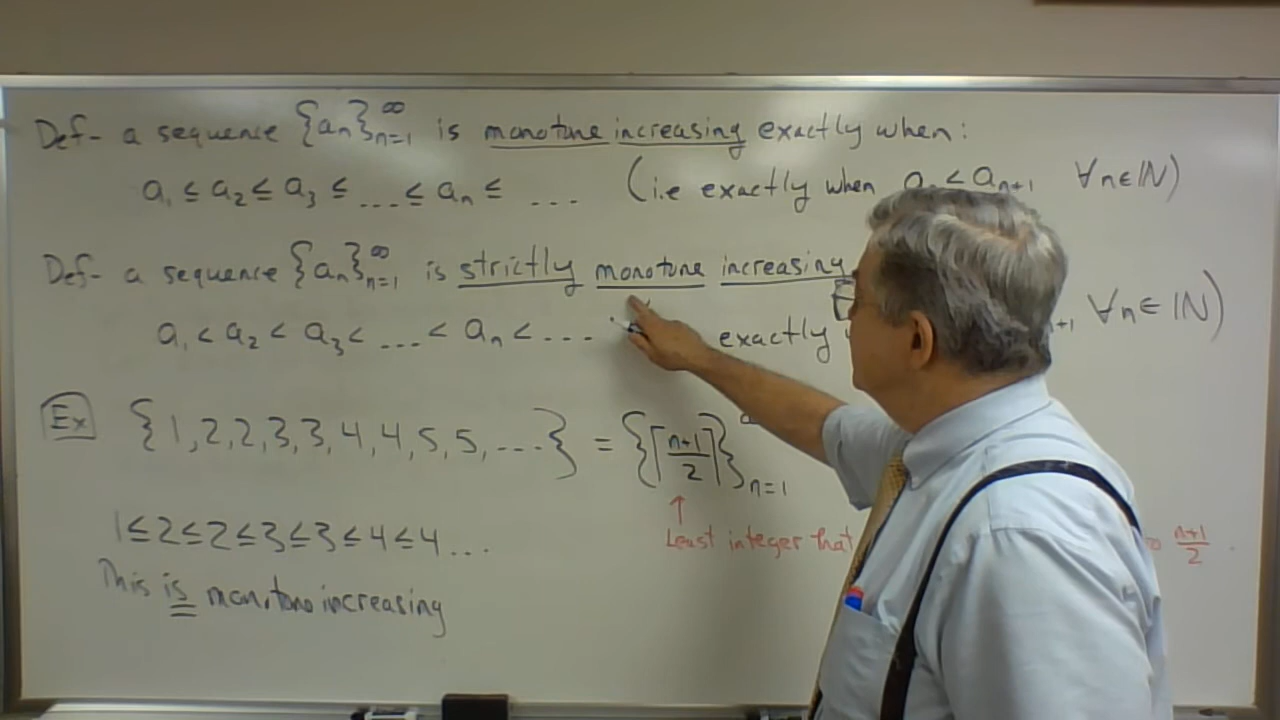 Def- a sequence {aₙ}ₙ₌₁^∞ is monotone increasing exactly when:
a₁ ≤ a₂ ≤ a₃ ≤ ... ≤ aₙ ≤ ... (i.e exactly when a ≤ aₙ₊₁ ∀n∈ℕ)
Def- a sequence {aₙ}ₙ₌₁^∞ is strictly monotone increasing
a₁ < a₂ < a₃ < ... < aₙ < ... exactly +1 ∀n∈ℕ)
Ex {1,2,2,3,3,4,4,5,5,....} = {⌈(n+1)/2⌉}ₙ₌₁
1≤2≤2≤3≤3≤4≤4...
↑
Least integer that (n+1)/2.
This is monotone increasing